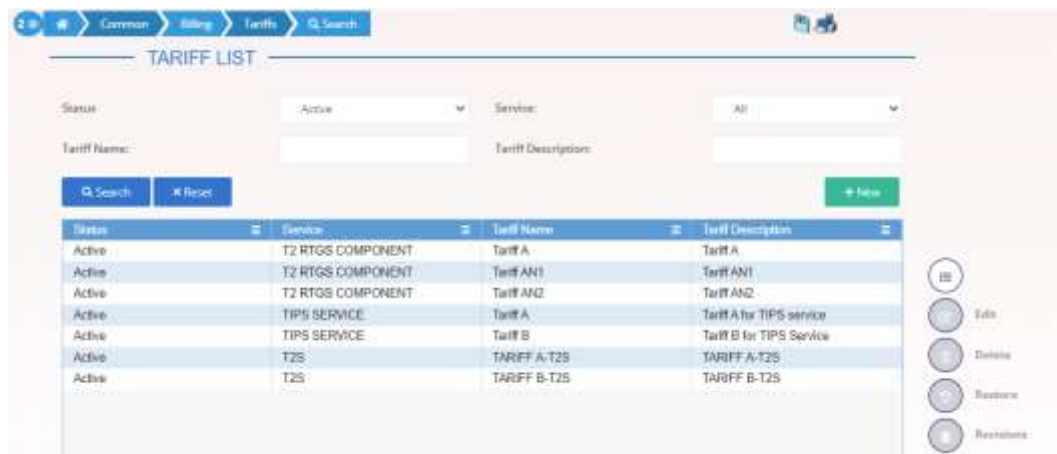 Common Billing Tariffs Search
TARIFF LIST
Status Active Service: All
Tariff Name: Tariff Description:
Search Reset New
Status Service Tariff Name Tariff Description
Active T2 RTGS COMPONENT Tariff A Tariff A
Active T2 RTGS COMPONENT Tariff AN1 Tariff AN1
Active T2 RTGS COMPONENT Tariff AN2 Tariff AN2
Active TIPS SERVICE Tariff A Tariff A for TIPS service
Active TIPS SERVICE Tariff B Tariff B for TIPS Service
Active T2S TARIFF A-T2S TARIFF A-T2S
Active T2S TARIFF B-T2S TARIFF B-T2S
Edit
Delete
Restore
Revisions